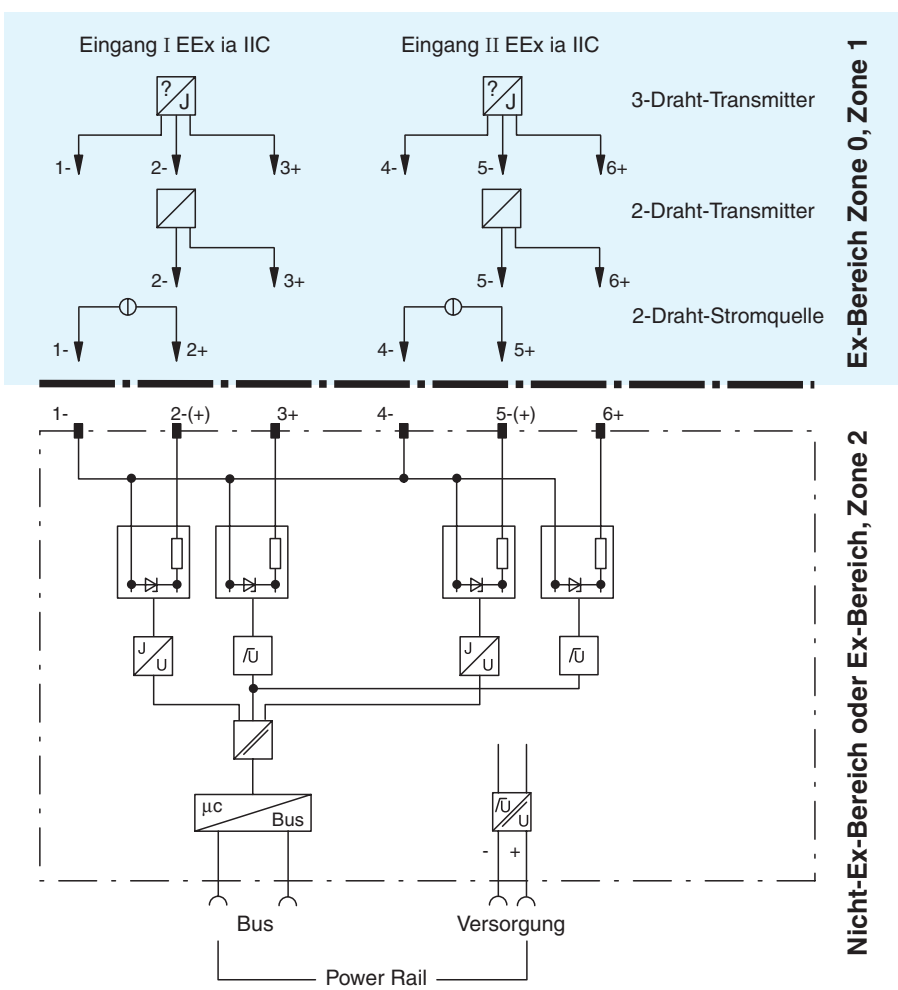 Eingang I EEx ia IIC
Eingang II EEx ia IIC
? J
? J
3-Draht-Transmitter
1-
2-
3+
4-
5-
6+
2-Draht-Transmitter
2-
3+
5-
6+
2-Draht-Stromquelle
1-
2+
4-
5+
Ex-Bereich Zone 0, Zone 1
1-
2-(+)
3+
4-
5-(+)
6+
J U
/Ū
J U
/Ū
µc Bus
/Ū U
- +
Bus
Versorgung
Power Rail
Nicht-Ex-Bereich oder Ex-Bereich, Zone 2